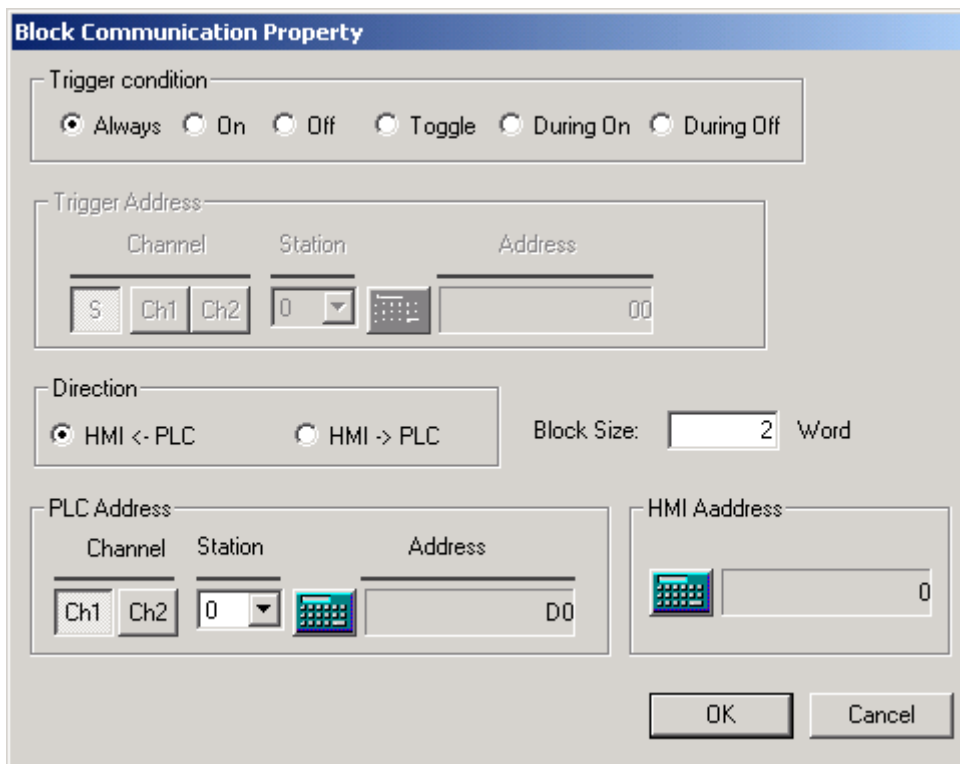 Block Communication Property
Trigger condition
Always On Off Toggle During On During Off
Trigger Address
Channel Station Address
S Ch1 Ch2 0 00
Direction
HMI <- PLC HMI -> PLC Block Size: 2 Word
PLC Address HMI Aaddress
Channel Station Address
Ch1 Ch2 0 D0 0
OK Cancel